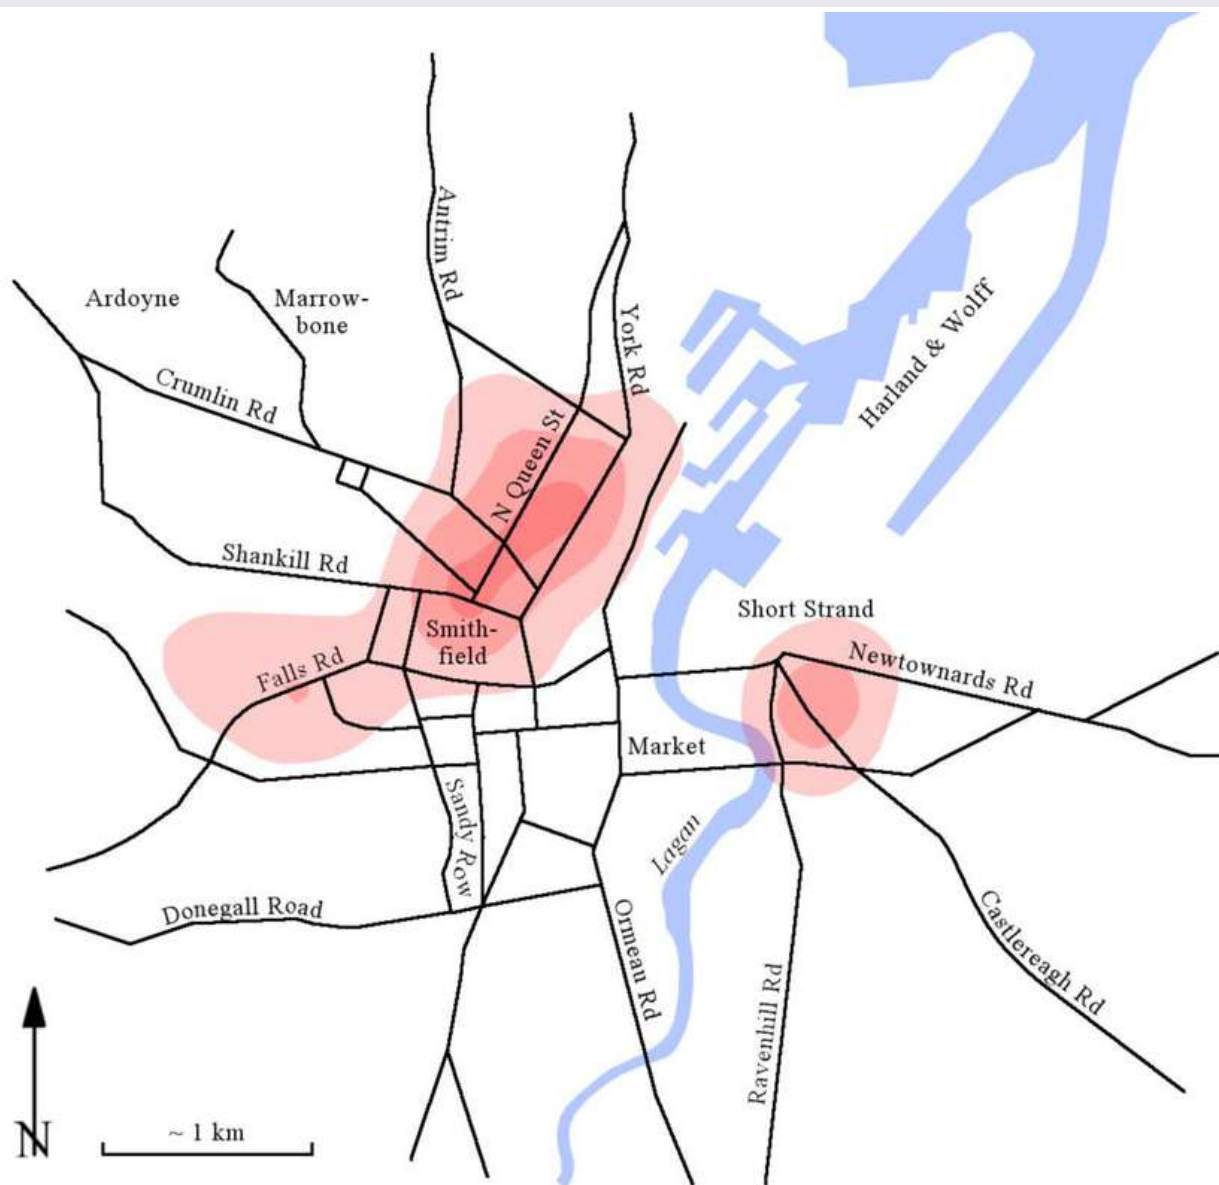 Antrim Rd
Ardoyne
Marrow-
bone
York Rd
Harland & Wolff
Crumlin Rd
N Queen St
Shankill Rd
Short Strand
Smith-
field
Falls Rd
Newtownards Rd
Market
Sandy Row
Lagan
Donegall Road
Ormeau Rd
Castlereagh Rd
Ravenhill Rd
N
~ 1 km